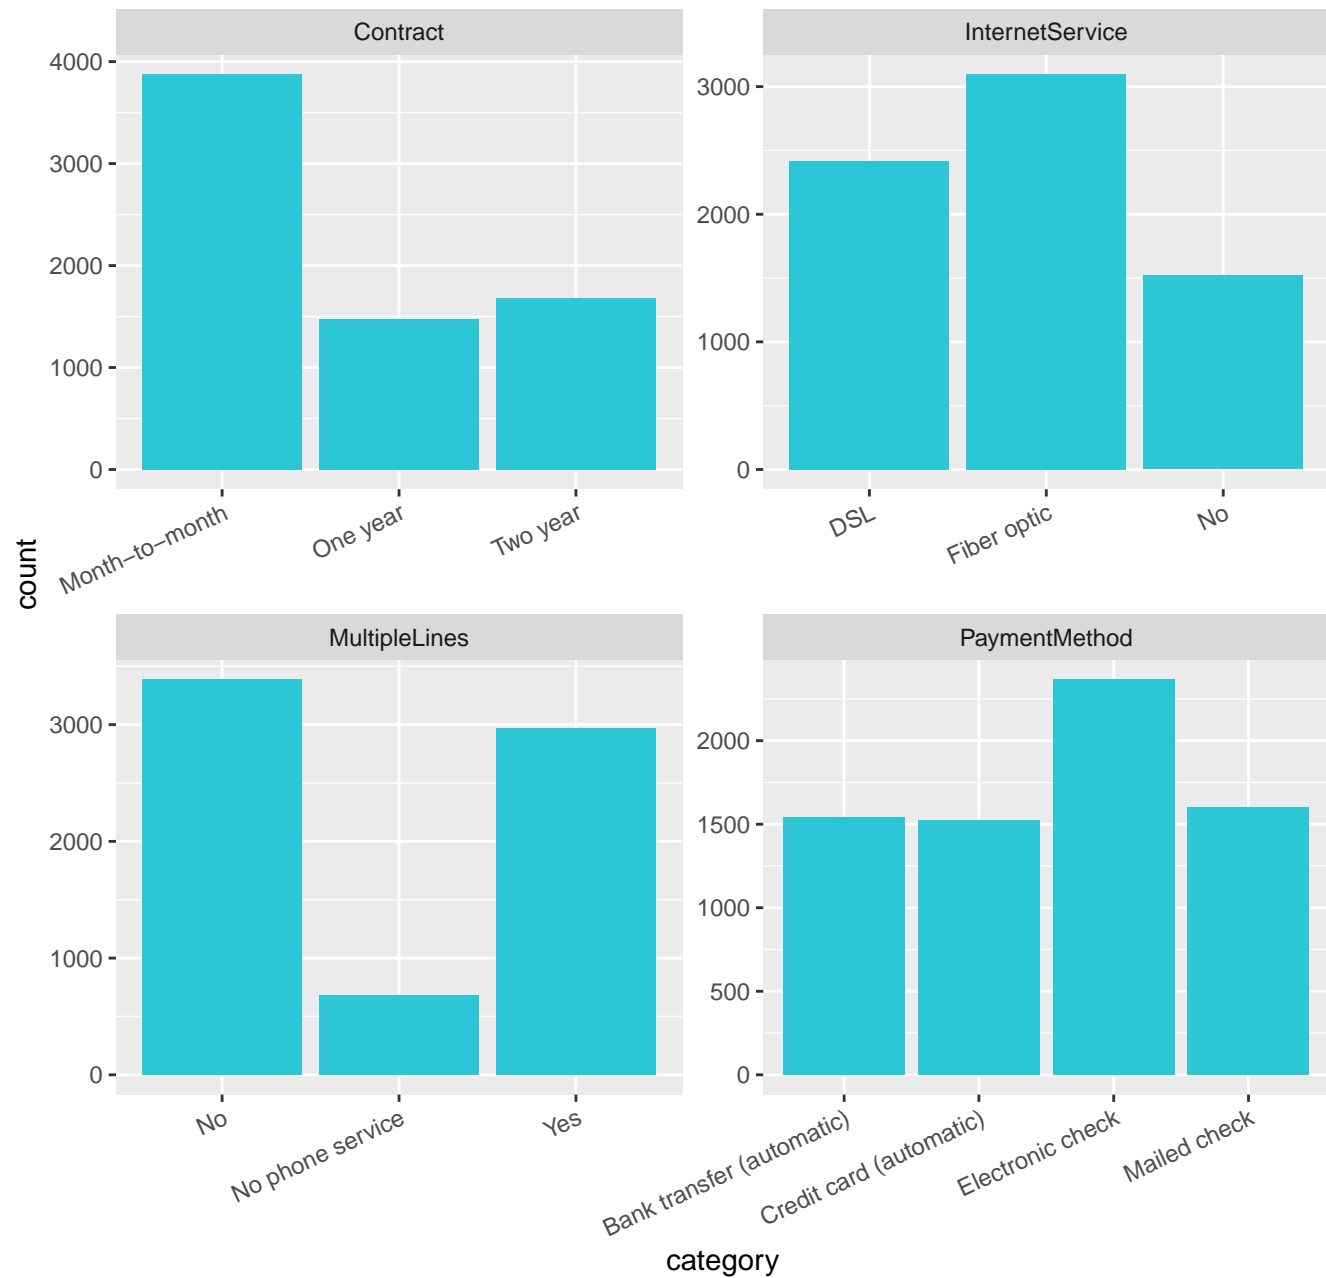 Contract
InternetService
4000
3000
2000
1000
0
3000
2000
1000
0
Month−to−month
One year
Two year
DSL
Fiber optic
No
count
MultipleLines
PaymentMethod
3000
2000
1000
0
2000
1500
1000
500
0
No
No phone service
Yes
Bank transfer (automatic)
Credit card (automatic)
Electronic check
Mailed check
category